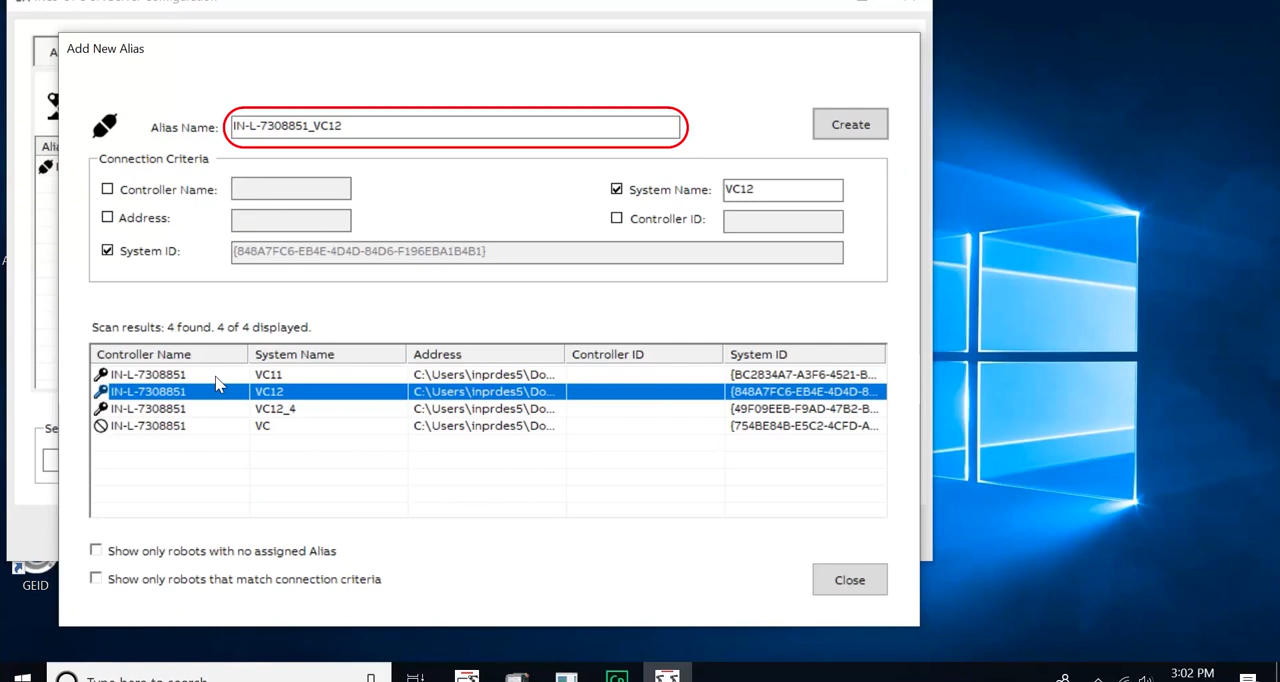 Add New Alias
Alias Name: IN-L-7308851_VC12
Create
Connection Criteria
Controller Name:
System Name: VC12
Address:
Controller ID:
System ID: {848A7FC6-EB4E-4D4D-84D6-F196EBA1B4B1}
Scan results: 4 found. 4 of 4 displayed.
Controller Name System Name Address Controller ID System ID
IN-L-7308851 VC11 C:\Users\inprdes5\Do... {BC2834A7-A3F6-4521-B...
IN-L-7308851 VC12 C:\Users\inprdes5\Do... {848A7FC6-EB4E-4D4D-8...
IN-L-7308851 VC12_4 C:\Users\inprdes5\Do... {49F09EEB-F9AD-47B2-B...
IN-L-7308851 VC C:\Users\inprdes5\Do... {754BE84B-E5C2-4CFD-A...
Show only robots with no assigned Alias
Show only robots that match connection criteria
Close
GEID
Type here to search
3:02 PM